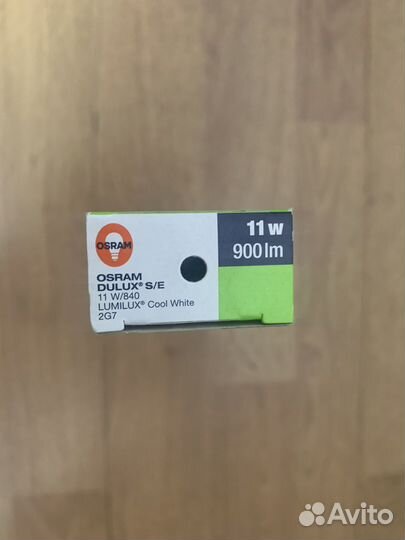 OSRAM
OSRAM
DULUX® S/E
11 W/840
LUMILUX® Cool White
2G7
11 w
900 lm
Avito